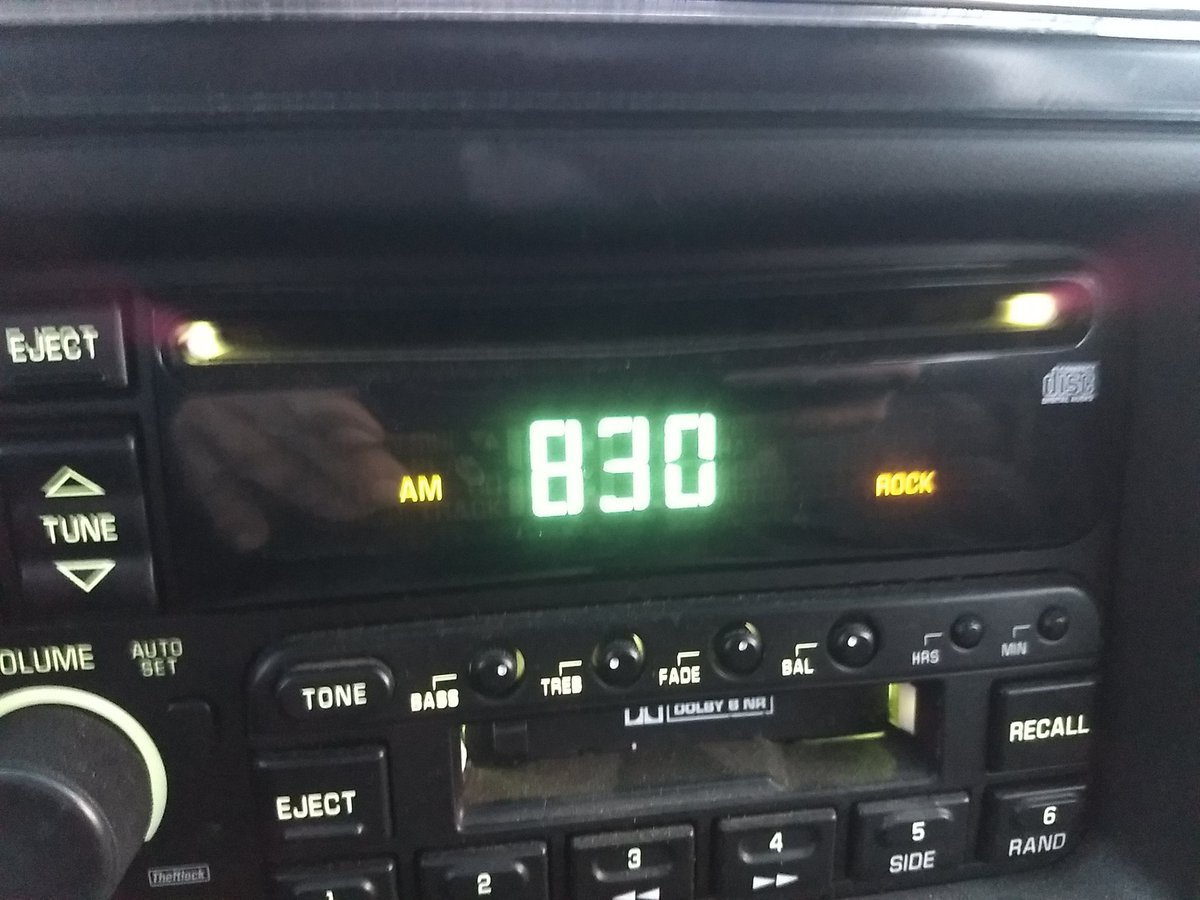 EJECT
disc
AM 830 ROCK
TUNE
OLUME
AUTO
SET
TONE
BASS TREB FADE BAL HRS MIN
DOLBY B NR
RECALL
EJECT
Theftlock
1 2 3 4 5 6
SIDE RAND